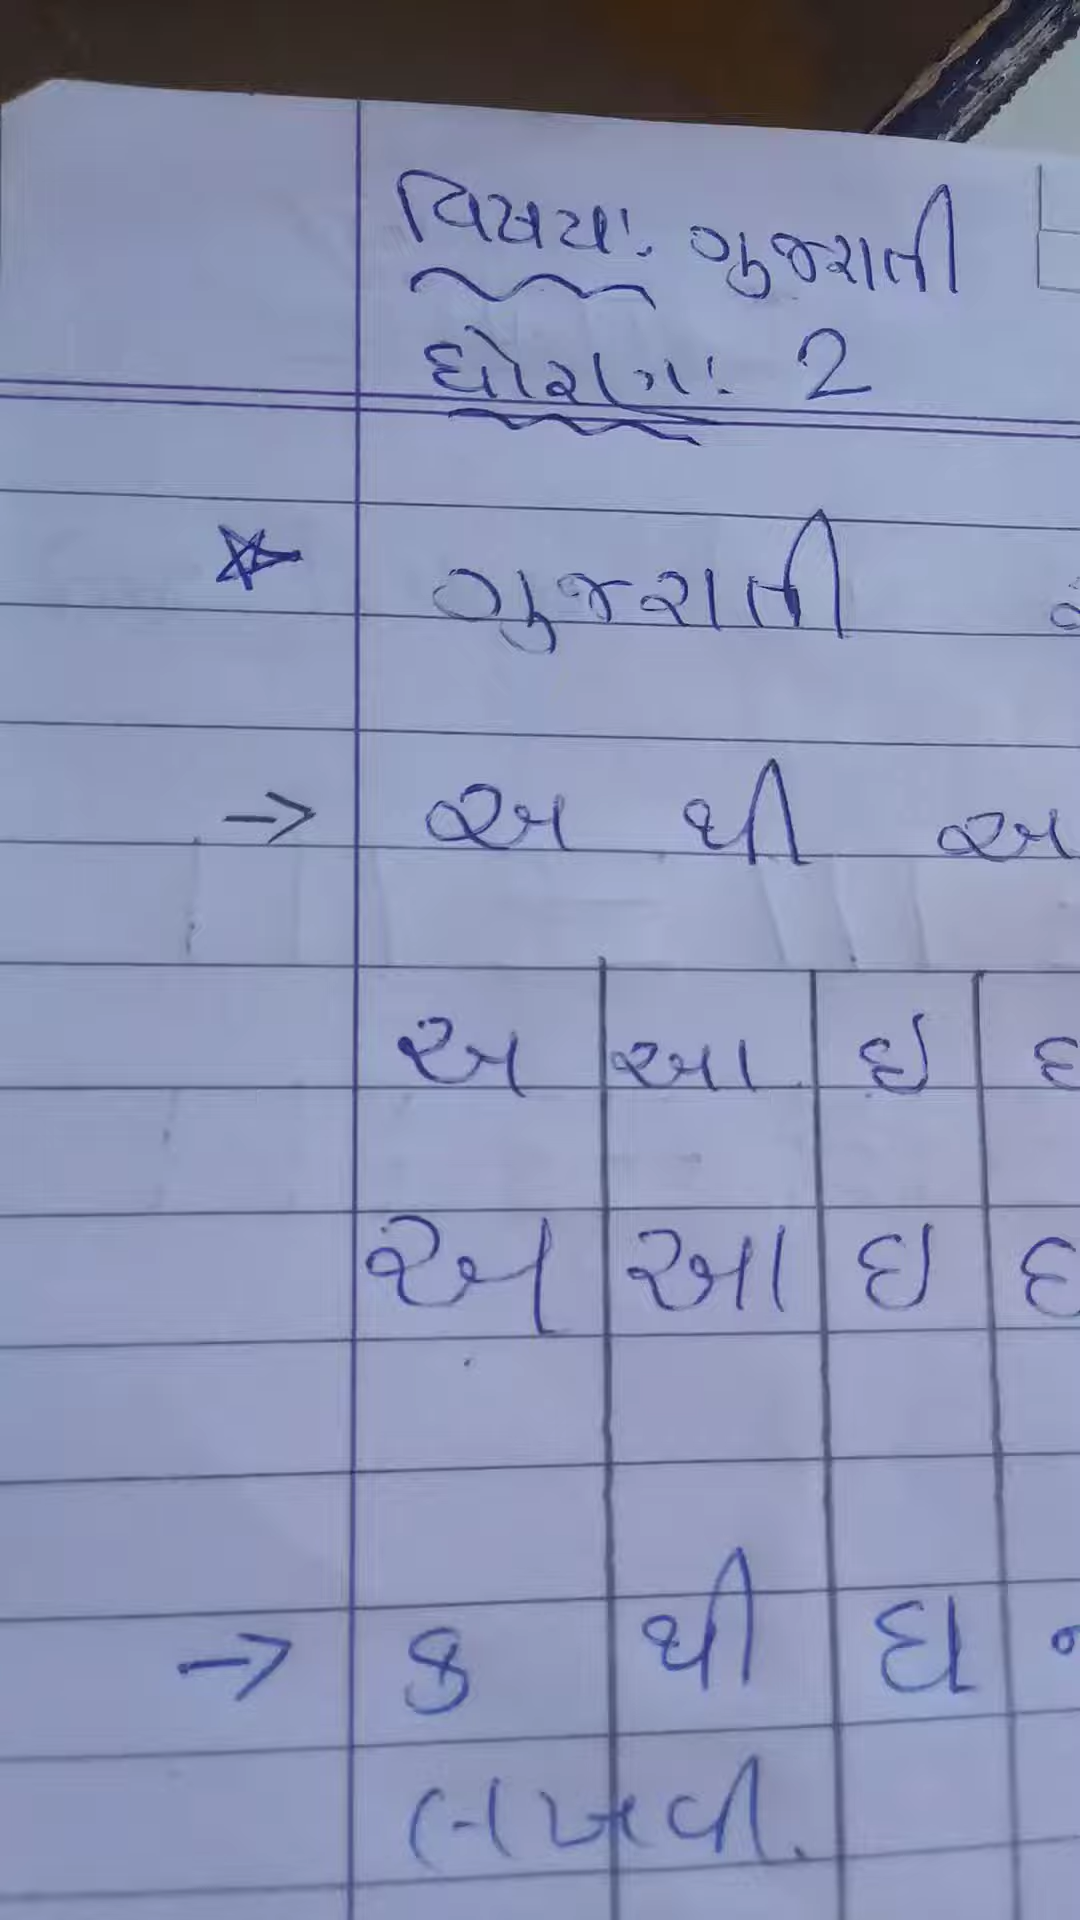 વિષય: ગુજરાતી
ધોરણ: 2
ગુજરાતી
અ થી અ
અ આ ઇ
અ આ ઇ
ક થી ઘ
લખવી.